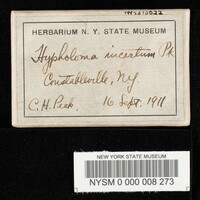 HERBARIUM N. Y. STATE MUSEUM
Hypholoma incertum Pk
Constableville, NY
C. H. Peck. 16 Sept. 1911
NEW YORK STATE MUSEUM
NYSM 0 000 008 273